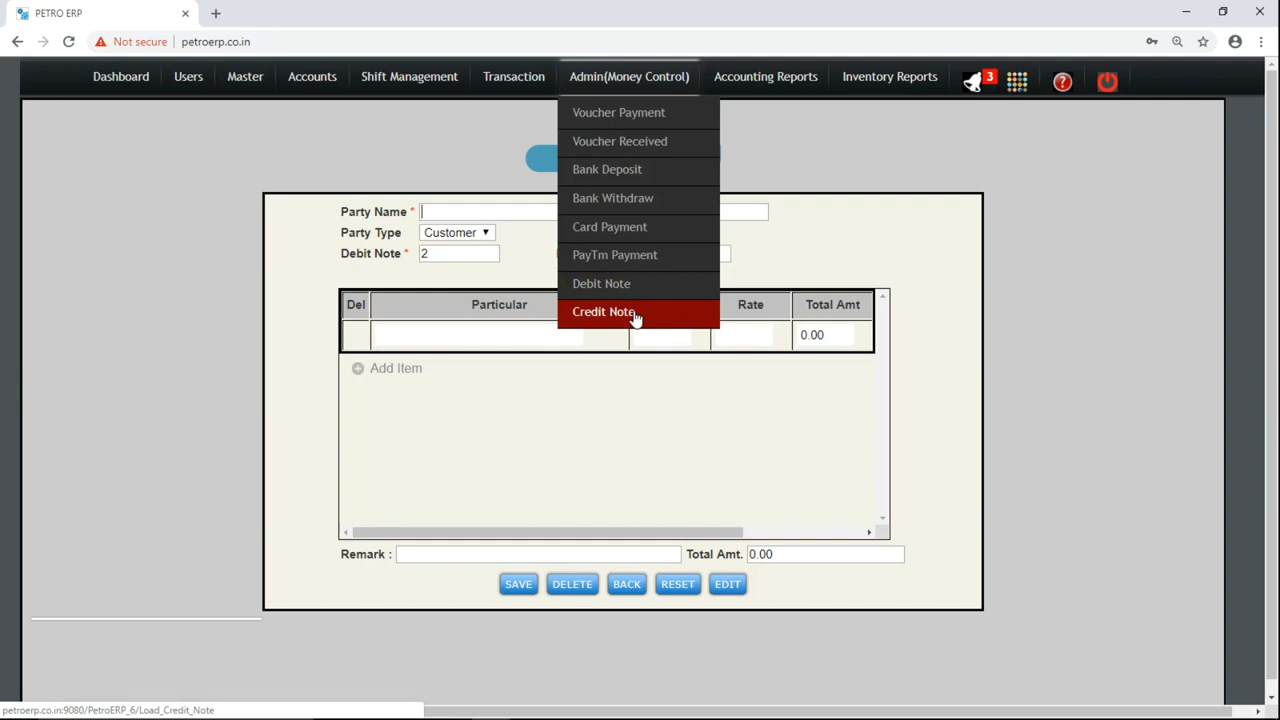 PETRO ERP
Not secure
petroerp.co.in
Dashboard
Users
Master
Accounts
Shift Management
Transaction
Admin(Money Control)
Accounting Reports
Inventory Reports
3
?
Voucher Payment
Voucher Received
Bank Deposit
Bank Withdraw
Card Payment
PayTm Payment
Debit Note
Credit Note
Party Name *
Party Type
Customer
Debit Note *
2
Del
Particular
Rate
Total Amt
0.00
Add Item
Remark :
Total Amt.
0.00
SAVE
DELETE
BACK
RESET
EDIT
petroerp.co.in:9080/PetroERP_6/Load_Credit_Note